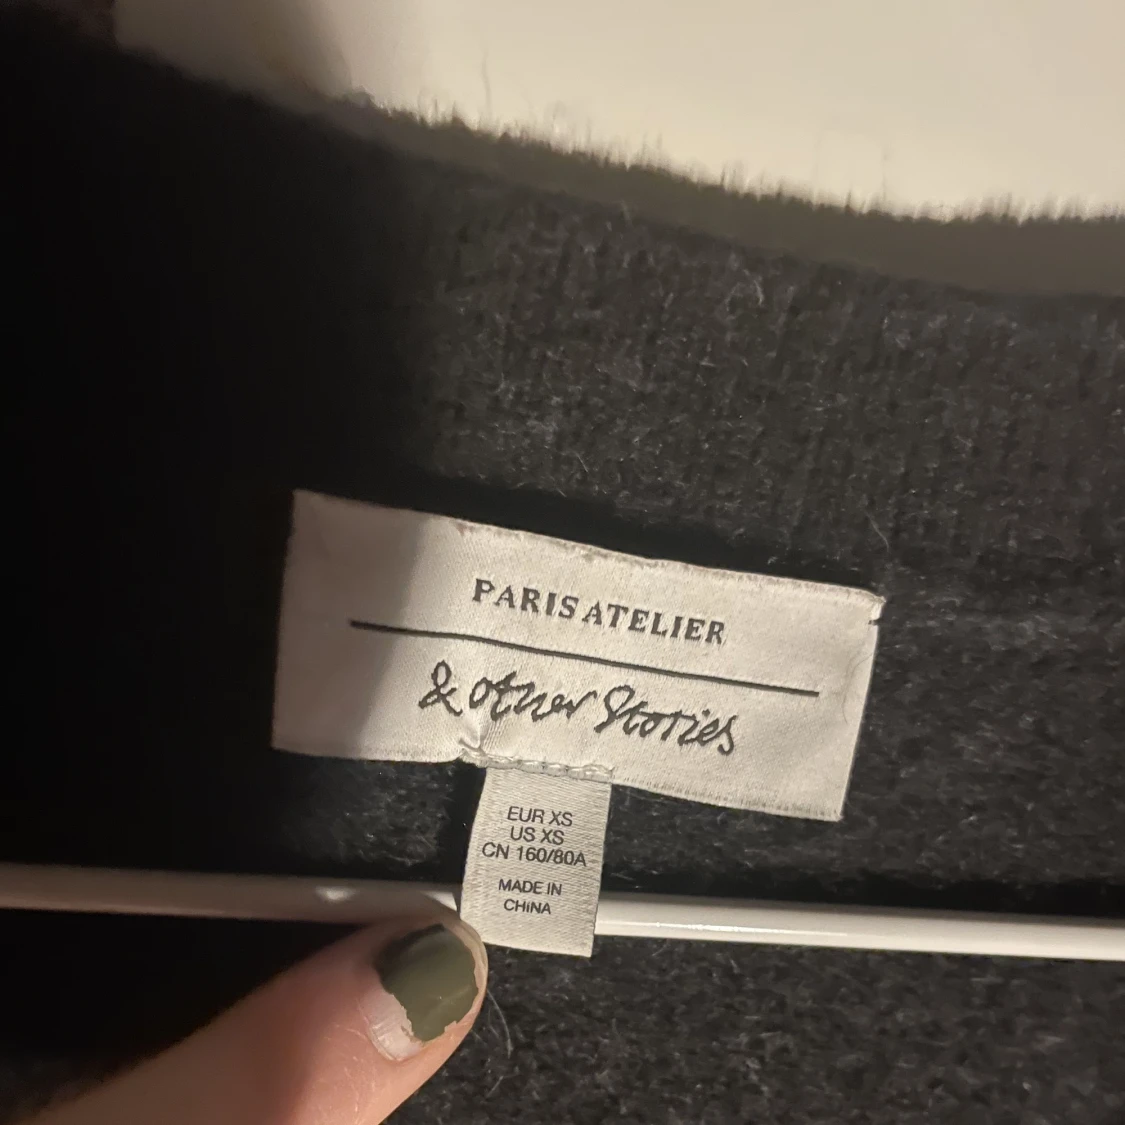 PARIS ATELIER
& other Stories
EUR XS
US XS
CN 160/80A
MADE IN
CHINA